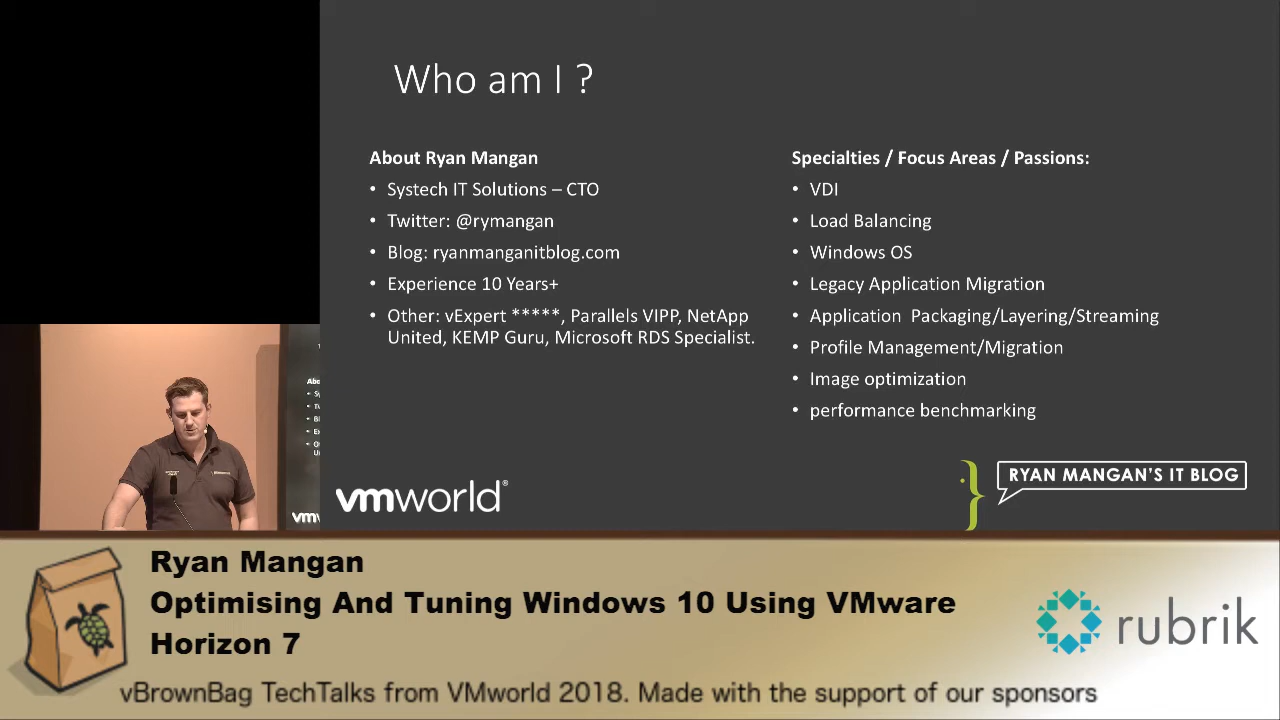 Who am I ?
About Ryan Mangan
• Systech IT Solutions – CTO
• Twitter: @rymangan
• Blog: ryanmanganitblog.com
• Experience 10 Years+
• Other: vExpert *****, Parallels VIPP, NetApp
United, KEMP Guru, Microsoft RDS Specialist.
Specialties / Focus Areas / Passions:
• VDI
• Load Balancing
• Windows OS
• Legacy Application Migration
• Application  Packaging/Layering/Streaming
• Profile Management/Migration
• Image optimization
• performance benchmarking
vmworld®
RYAN MANGAN'S IT BLOG
Ryan Mangan
Optimising And Tuning Windows 10 Using VMware
Horizon 7
rubrik
vBrownBag TechTalks from VMworld 2018. Made with the support of our sponsors